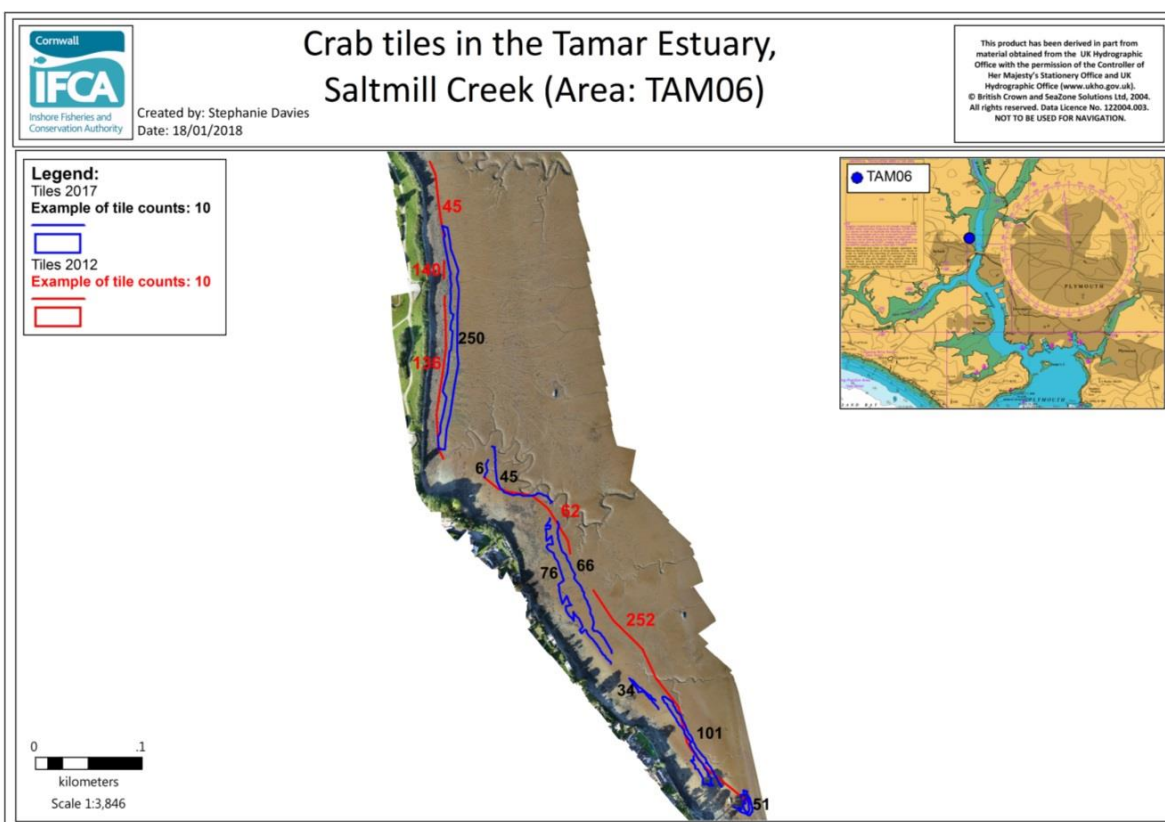 Cornwall
IFCA
Inshore Fisheries and
Conservation Authority
Created by: Stephanie Davies
Date: 18/01/2018
Crab tiles in the Tamar Estuary,
Saltmill Creek (Area: TAM06)
This product has been derived in part from
material obtained from the UK Hydrographic
Office with the permission of the Controller of
Her Majesty's Stationery Office and UK
Hydrographic Office (www.ukho.gov.uk).
© British Crown and SeaZone Solutions Ltd, 2004.
All rights reserved. Data Licence No. 122004.003.
NOT TO BE USED FOR NAVIGATION.
Legend:
Tiles 2017
Example of tile counts: 10
Tiles 2012
Example of tile counts: 10
TAM06
PLYMOUTH
PLYMOUTH
45
140
250
136
6
45
62
66
76
252
34
101
51
0 .1
kilometers
Scale 1:3,846